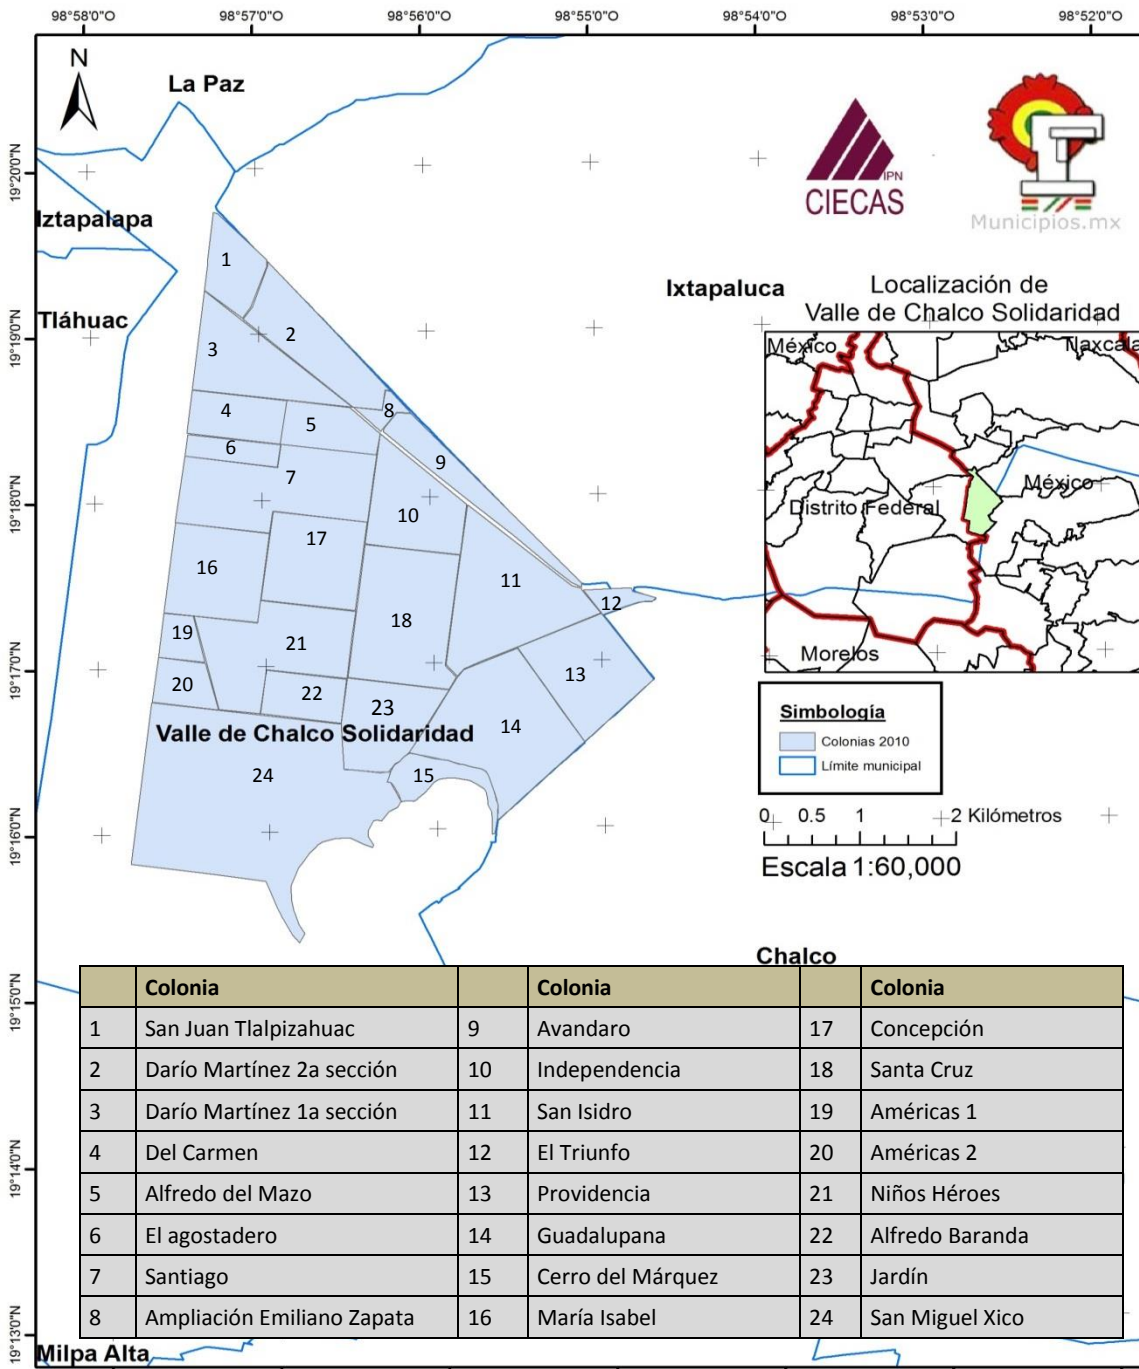 98°58'0"O 98°57'0"O 98°56'0"O 98°55'0"O 98°54'0"O 98°53'0"O 98°52'0"O
N
La Paz
19°20'0"N
IPN
CIECAS
Municipios.mx
Iztapalapa
1
Ixtapaluca
Localización de
Valle de Chalco Solidaridad
Tláhuac
19°19'0"N
2
3
México
Tlaxcala
4
8
5
6
9
7
México
19°18'0"N
Distrito Federal
10
17
16
11
12
18
19
21
Morelos
19°17'0"N
13
20
22
23
14
Valle de Chalco Solidaridad
24
15
Simbología
Colonias 2010
Límite municipal
19°16'0"N
0 0.5 1 2 Kilómetros
Escala 1:60,000
Chalco
19°15'0"N
19°14'0"N
19°13'0"N
Colonia Colonia Colonia
1 San Juan Tlalpizahuac 9 Avandaro 17 Concepción
2 Darío Martínez 2a sección 10 Independencia 18 Santa Cruz
3 Darío Martínez 1a sección 11 San Isidro 19 Américas 1
4 Del Carmen 12 El Triunfo 20 Américas 2
5 Alfredo del Mazo 13 Providencia 21 Niños Héroes
6 El agostadero 14 Guadalupana 22 Alfredo Baranda
7 Santiago 15 Cerro del Márquez 23 Jardín
8 Ampliación Emiliano Zapata 16 María Isabel 24 San Miguel Xico
Milpa Alta